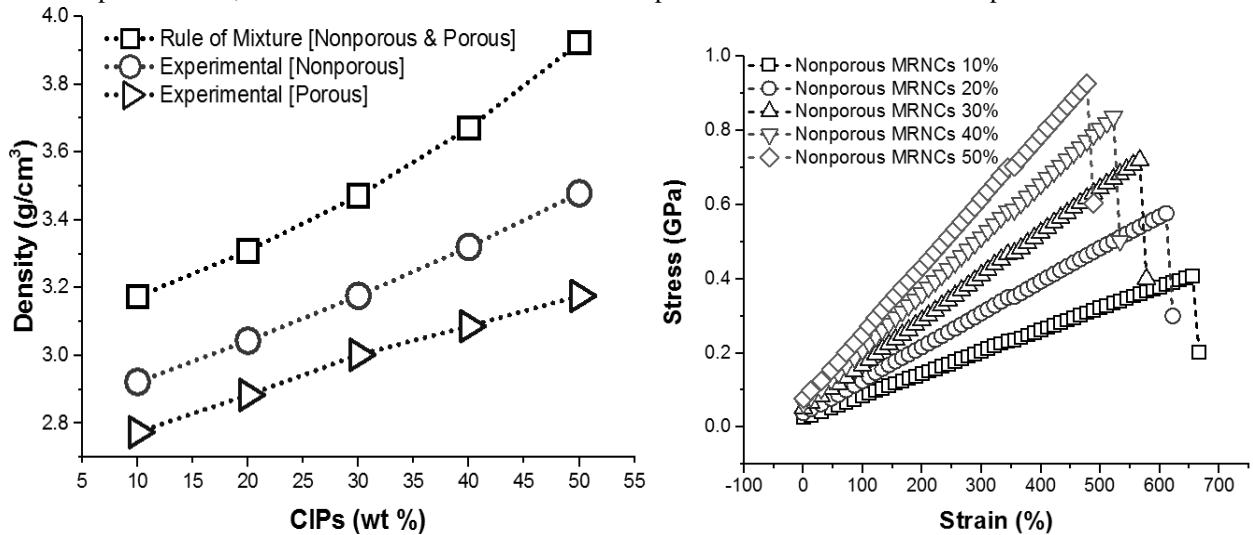 4.0
3.8
3.6
3.4
3.2
3.0
2.8
Density (g/cm³)
Rule of Mixture [Nonporous & Porous]
Experimental [Nonporous]
Experimental [Porous]
5 10 15 20 25 30 35 40 45 50 55
CIPs (wt %)
1.0
0.8
0.6
0.4
0.2
0.0
Stress (GPa)
Nonporous MRNCs 10%
Nonporous MRNCs 20%
Nonporous MRNCs 30%
Nonporous MRNCs 40%
Nonporous MRNCs 50%
-100 0 100 200 300 400 500 600 700
Strain (%)